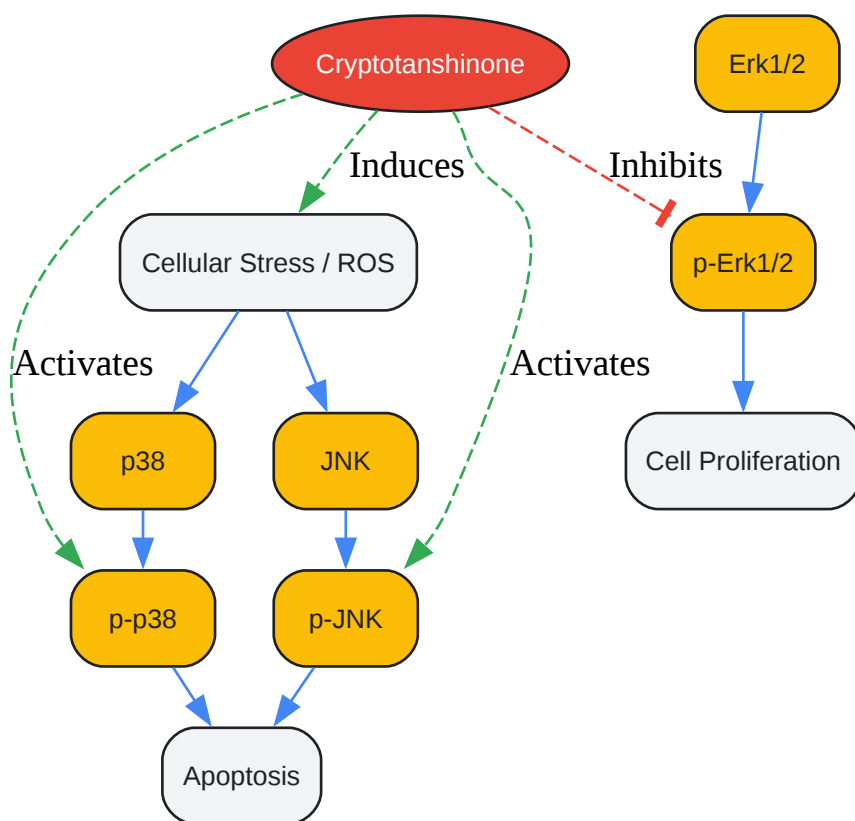 Cryptotanshinone
Erk1/2
Induces
Inhibits
Cellular Stress / ROS
p-Erk1/2
Activates
Activates
p38
JNK
Cell Proliferation
p-p38
p-JNK
Apoptosis